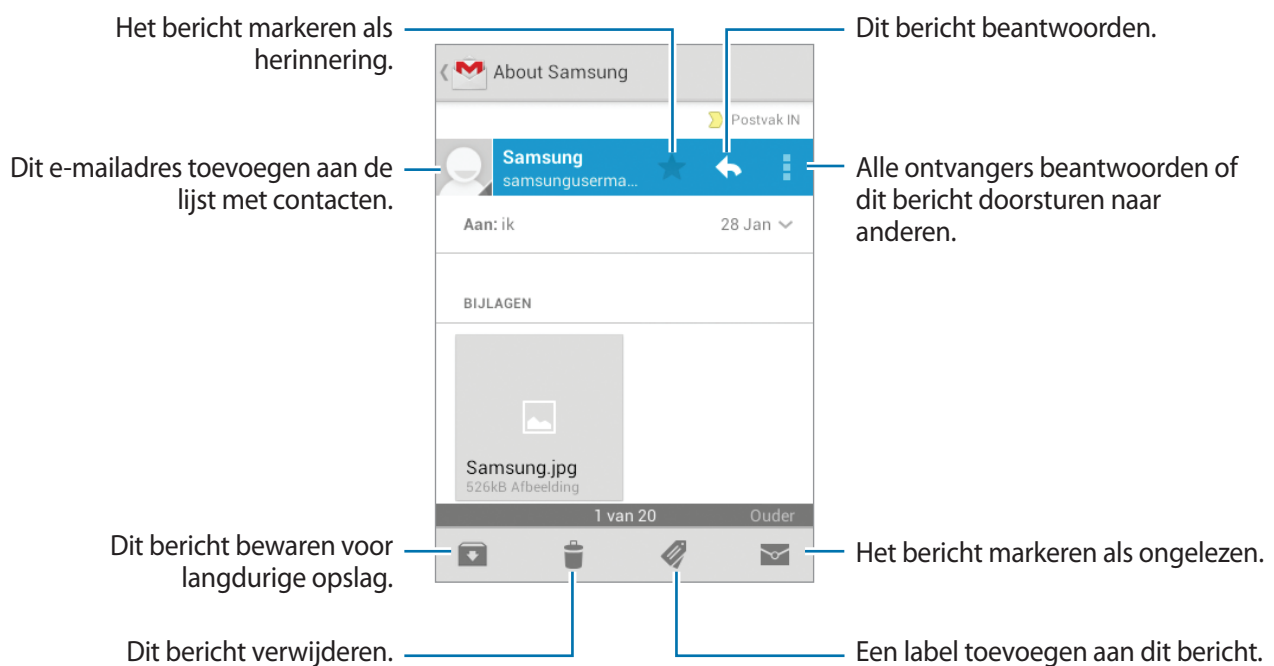 Het bericht markeren als
herinnering.
Dit bericht beantwoorden.
About Samsung
Postvak IN
Dit e-mailadres toevoegen aan de
lijst met contacten.
Samsung
samsunguserma...
Alle ontvangers beantwoorden of
dit bericht doorsturen naar
anderen.
Aan: ik
28 Jan
BIJLAGEN
Samsung.jpg
526kB Afbeelding
1 van 20
Ouder
Dit bericht bewaren voor
langdurige opslag.
Het bericht markeren als ongelezen.
Dit bericht verwijderen.
Een label toevoegen aan dit bericht.